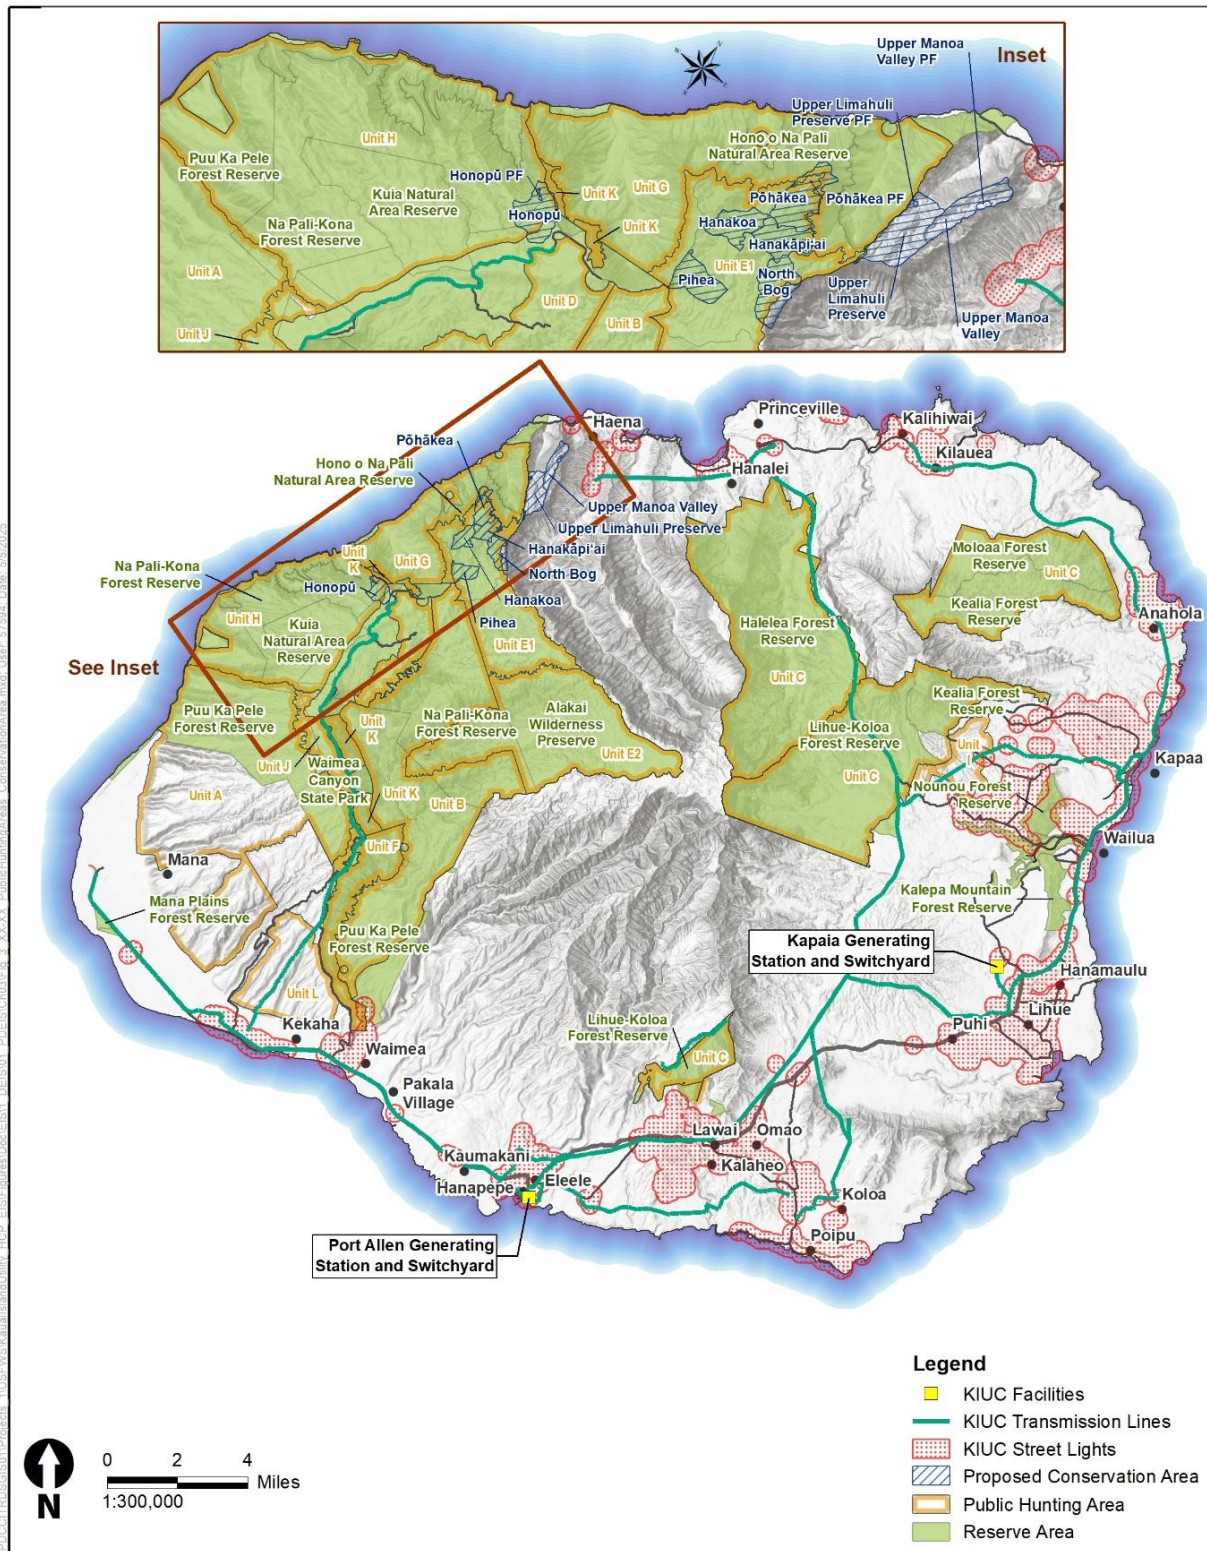 Inset
Upper Manoa
Valley PF
Upper Limahuli
Preserve PF
Hono o Na Pali
Natural Area Reserve
Unit H
Puu Ka Pele
Forest Reserve
Honopū PF
Unit K
Unit G
Kuia Natural
Area Reserve
Pōhākea
Pōhākea PF
Honopū
Hanakoa
Na Pali-Kona
Forest Reserve
Unit K
Hanakāpiʻai
Unit E1
Unit A
Pihea
North
Bog
Upper
Limahuli
Preserve
Unit D
Unit B
Upper Manoa
Valley
Unit J
Princeville
Haena
Kalihiwai
Pōhākea
Kilauea
Hono o Na Pali
Natural Area Reserve
Hanalei
Upper Manoa Valley
Upper Limahuli Preserve
Hanakāpiʻai
Moloaa Forest
Reserve
Unit C
Unit
K
Unit G
North Bog
Na Pali-Kona
Forest Reserve
Honopū
Hanakoa
Kealia Forest
Reserve
Unit H
Kuia
Natural Area
Reserve
Pihea
Unit E1
Halelea Forest
Reserve
Anahola
See Inset
Unit C
Kealia Forest
Reserve
Puu Ka Pele
Forest Reserve
Unit
K
Na Pali-Kona
Forest Reserve
Alakai
Wilderness
Preserve
Lihue-Koloa
Forest Reserve
Unit
I
Unit E2
Kapaa
Unit J
Waimea
Canyon
State Park
Unit C
Unit A
Unit K
Unit B
Nounou Forest
Reserve
Unit F
Wailua
Mana
Mana Plains
Forest Reserve
Kalepa Mountain
Forest Reserve
Puu Ka Pele
Forest Reserve
Kapaia Generating
Station and Switchyard
Hanamaulu
Unit L
Kekaha
Lihue-Koloa
Forest Reserve
Puhi
Lihue
Waimea
Unit C
Pakala
Village
Lawai
Omao
Kaumakani
Kalaheo
Hanapepe
Eleele
Koloa
Poipu
Port Allen Generating
Station and Switchyard
Legend
KIUC Facilities
KIUC Transmission Lines
KIUC Street Lights
Proposed Conservation Area
Public Hunting Area
Reserve Area
N
0 2 4
Miles
1:300,000